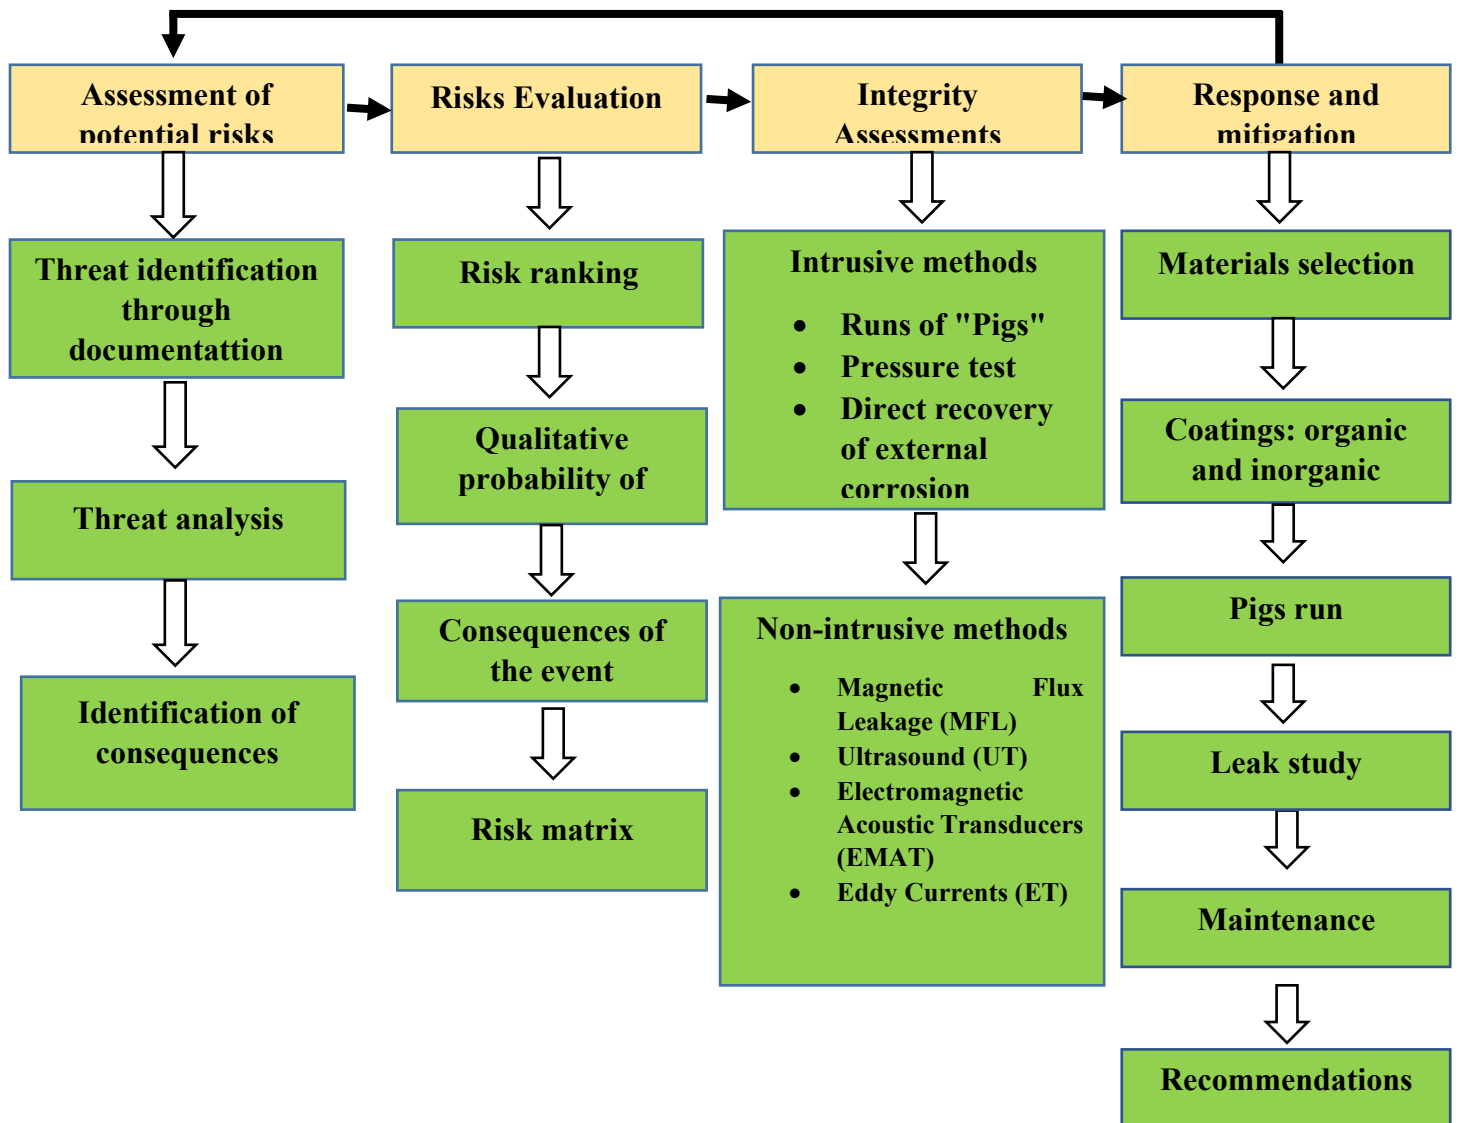 Assessment of
potential risks
Risks Evaluation
Integrity
Assessments
Response and
mitigation
Threat identification
through
documentattion
Threat analysis
Identification of
consequences
Risk ranking
Qualitative
probability of
Consequences of
the event
Risk matrix
Intrusive methods
• Runs of "Pigs"
• Pressure test
• Direct recovery
of external
corrosion
Non-intrusive methods
• Magnetic Flux
Leakage (MFL)
• Ultrasound (UT)
• Electromagnetic
Acoustic Transducers
(EMAT)
• Eddy Currents (ET)
Materials selection
Coatings: organic
and inorganic
Pigs run
Leak study
Maintenance
Recommendations